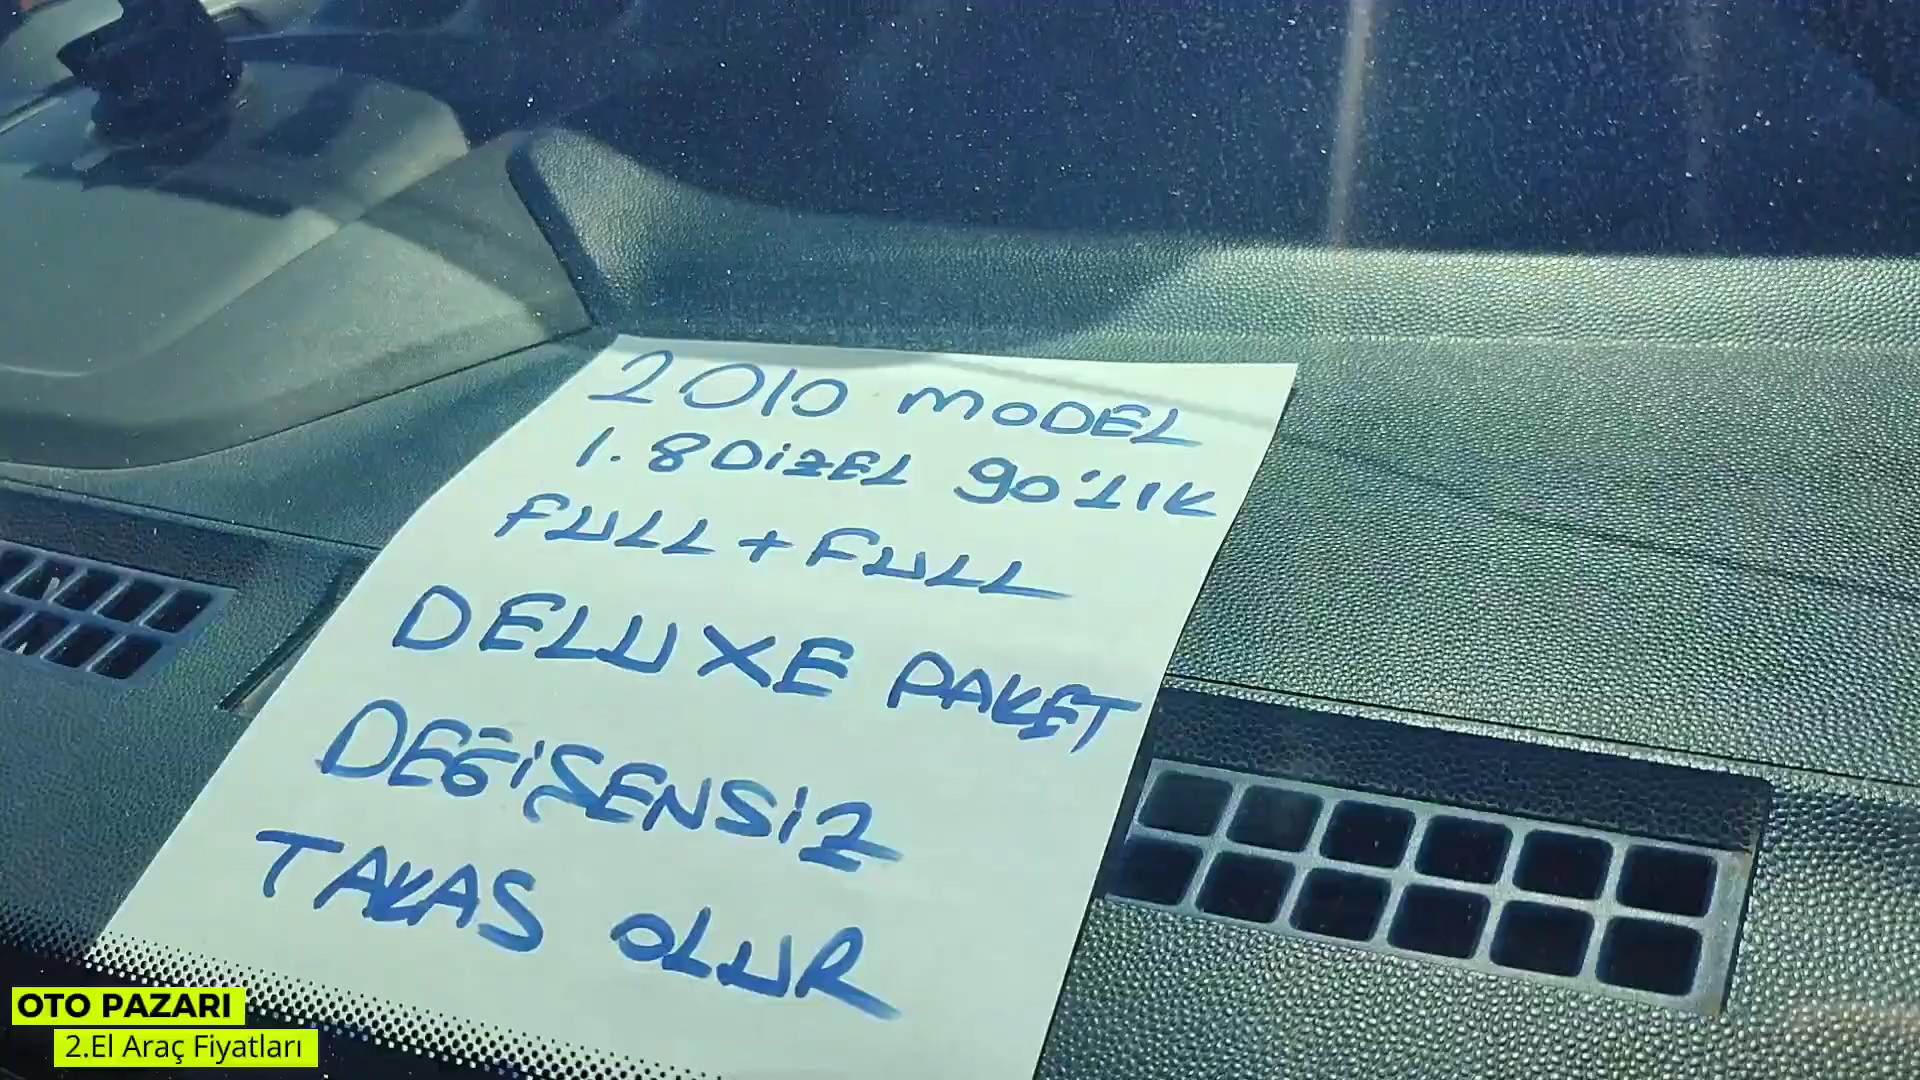 2010 MODEL
1.8 DİZEL 90'LIK
FULL + FULL
DELUXE PAKET
DEĞİŞENSİZ
TAKAS OLUR
OTO PAZARI
2.El Araç Fiyatları